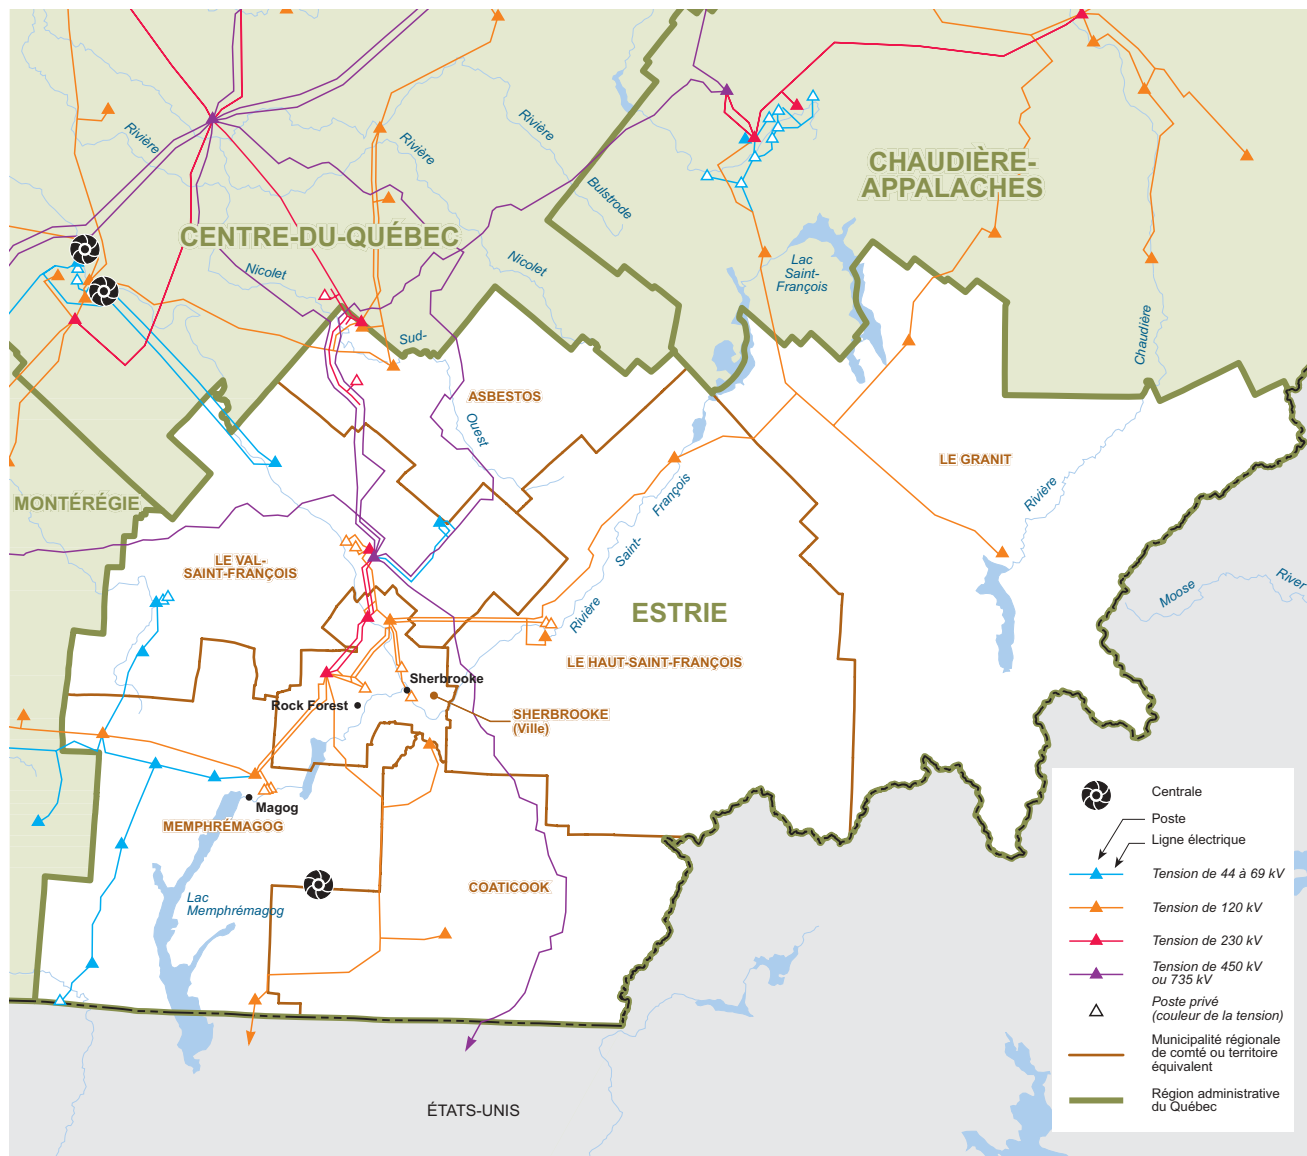 Rivière
Rivière
Rivière
Bulstrode
CHAUDIÈRE-
APPALACHES
CENTRE-DU-QUÉBEC
Nicolet
Nicolet
Lac
Saint-
François
Sud-
Chaudière
ASBESTOS
Ouest
LE GRANIT
MONTÉRÉGIE
François
Rivière
Saint-
LE VAL-
SAINT-FRANÇOIS
Moose
River
ESTRIE
Rivière
LE HAUT-SAINT-FRANÇOIS
Sherbrooke
Rock Forest
SHERBROOKE
(Ville)
Magog
MEMPHRÉMAGOG
COATICOOK
Lac
Memphrémagog
ÉTATS-UNIS
Centrale
Poste
Ligne électrique
Tension de 44 à 69 kV
Tension de 120 kV
Tension de 230 kV
Tension de 450 kV
ou 735 kV
Poste privé
(couleur de la tension)
Municipalité régionale
de comté ou territoire
équivalent
Région administrative
du Québec